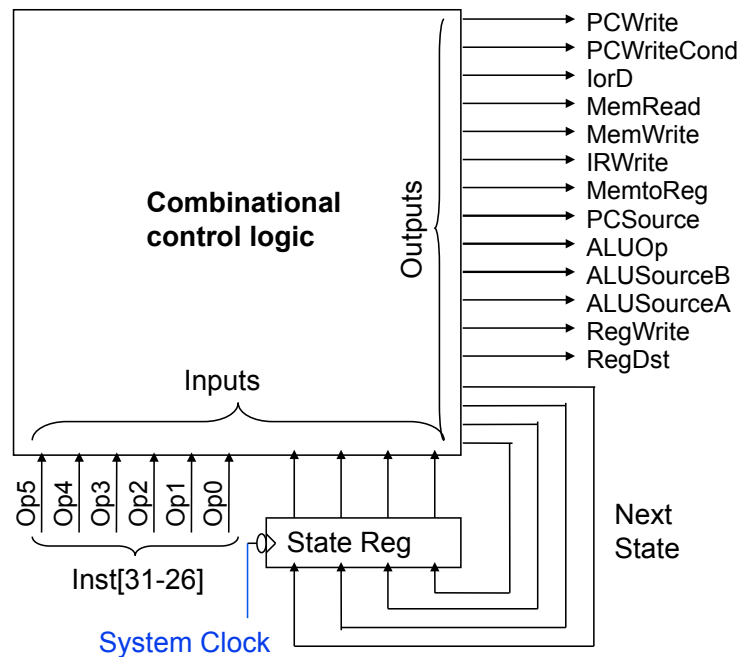 PCWrite
PCWriteCond
IorD
MemRead
MemWrite
IRWrite
MemtoReg
PCSource
ALUOp
ALUSourceB
ALUSourceA
RegWrite
RegDst
Combinational
control logic
Outputs
Inputs
Op5
Op4
Op3
Op2
Op1
Op0
Inst[31-26]
State Reg
Next
State
System Clock